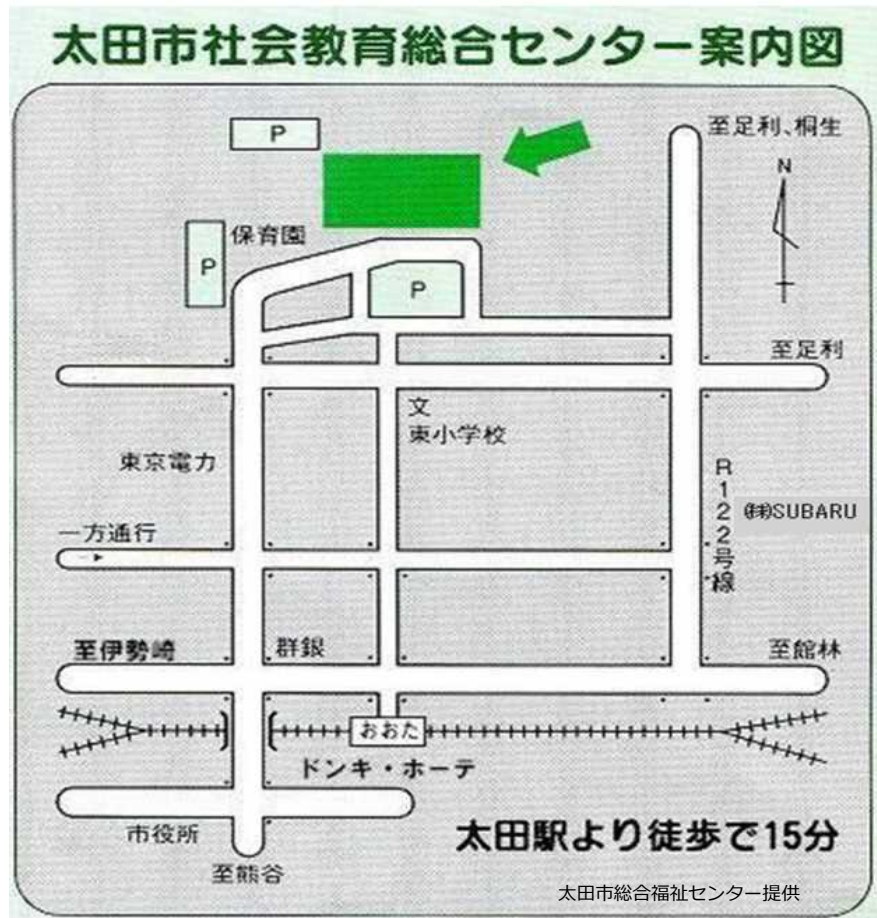 太田市社会教育総合センター案内図
P
至足利、桐生
N
保育園
P
P
至足利
文
東小学校
東京電力
R122号線
㈱SUBARU
一方通行
至伊勢崎
群銀
至館林
おおた
ドンキ・ホーテ
市役所
太田駅より徒歩で15分
至熊谷
太田市総合福祉センター提供